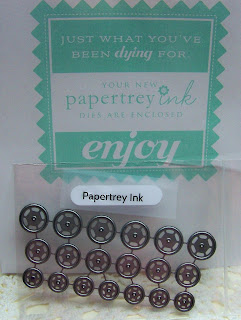 JUST WHAT YOU'VE
BEEN dying FOR
YOUR NEW
papertrey ink
DIES ARE ENCLOSED
enjoy
Papertrey Ink